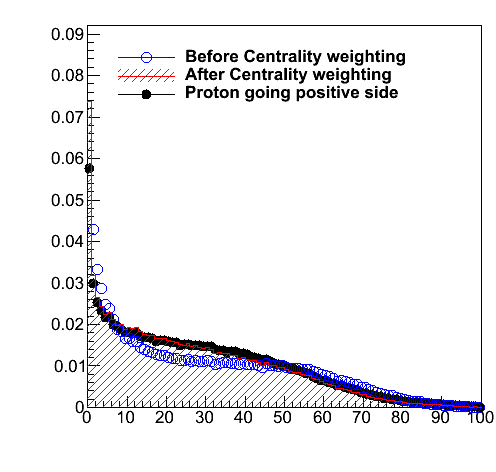 0.09
Before Centrality weighting
0.08
After Centrality weighting
Proton going positive side
0.07
0.06
0.05
0.04
0.03
0.02
0.01
0
0 10 20 30 40 50 60 70 80 90 100